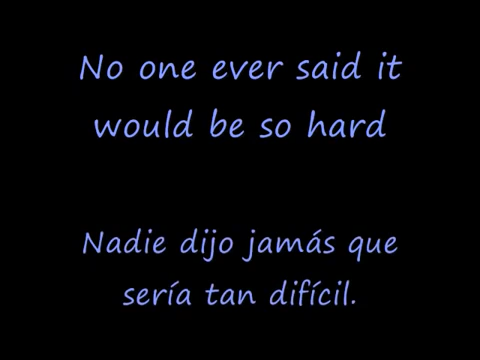 No one ever said it
would be so hard
Nadie dijo jamás que
sería tan difícil.